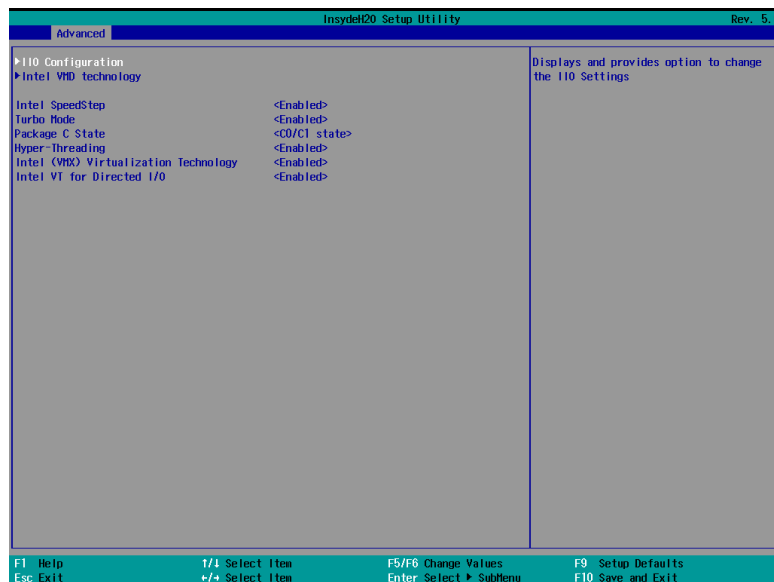 InsydeH20 Setup Utility Rev. 5.
Advanced
▶IIO Configuration
▶Intel VMD technology
Intel SpeedStep <Enabled>
Turbo Mode <Enabled>
Package C State <C0/C1 state>
Hyper-Threading <Enabled>
Intel (VMX) Virtualization Technology <Enabled>
Intel VT for Directed I/O <Enabled>
Displays and provides option to change
the IIO Settings
F1 Help ↑/↓ Select Item F5/F6 Change Values F9 Setup Defaults
Esc Exit ←/→ Select Item Enter Select ▶ SubMenu F10 Save and Exit